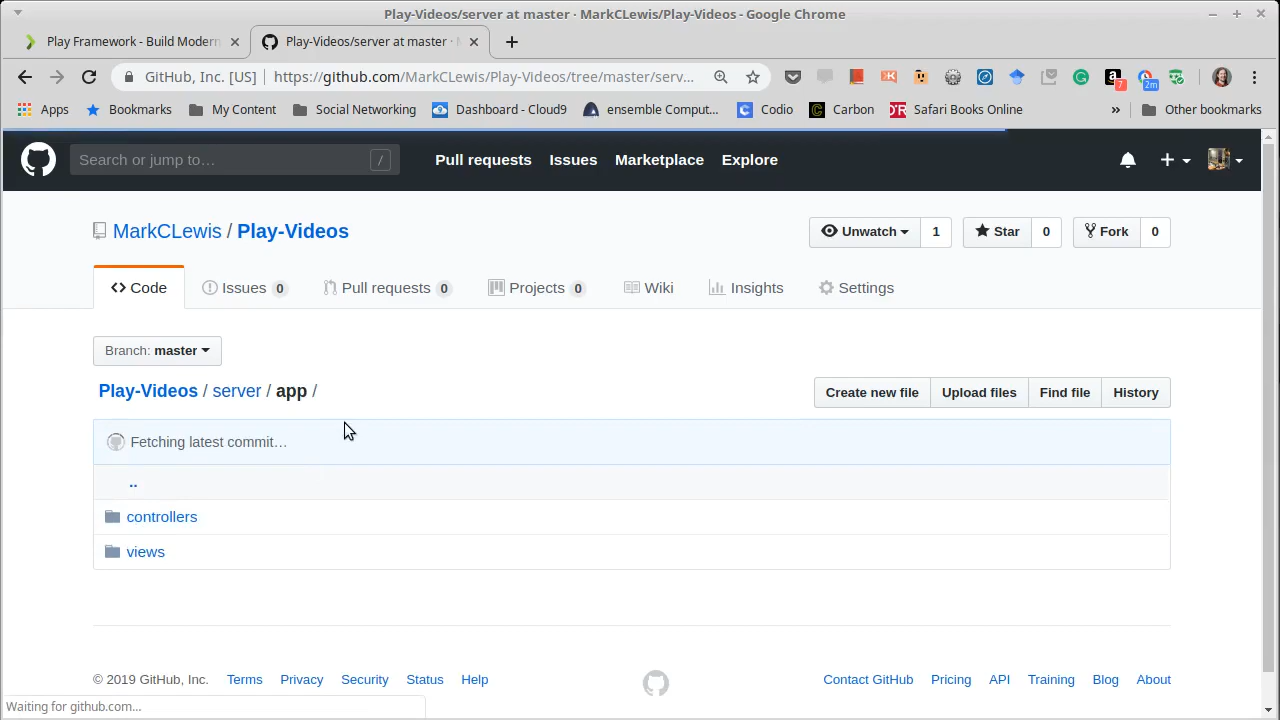 Play-Videos/server at master · MarkCLewis/Play-Videos - Google Chrome
Play Framework - Build Modern
Play-Videos/server at master ·
GitHub, Inc. [US] | https://github.com/MarkCLewis/Play-Videos/tree/master/serv...
7
2m
Apps Bookmarks My Content Social Networking Dashboard - Cloud9 ensemble Comput... Codio Carbon Safari Books Online » Other bookmarks
Search or jump to... /
Pull requests Issues Marketplace Explore
MarkCLewis / Play-Videos
Unwatch 1 Star 0 Fork 0
Code Issues 0 Pull requests 0 Projects 0 Wiki Insights Settings
Branch: master
Play-Videos / server / app /
Create new file Upload files Find file History
Fetching latest commit…
..
controllers
views
© 2019 GitHub, Inc. Terms Privacy Security Status Help
Contact GitHub Pricing API Training Blog About
Waiting for github.com...